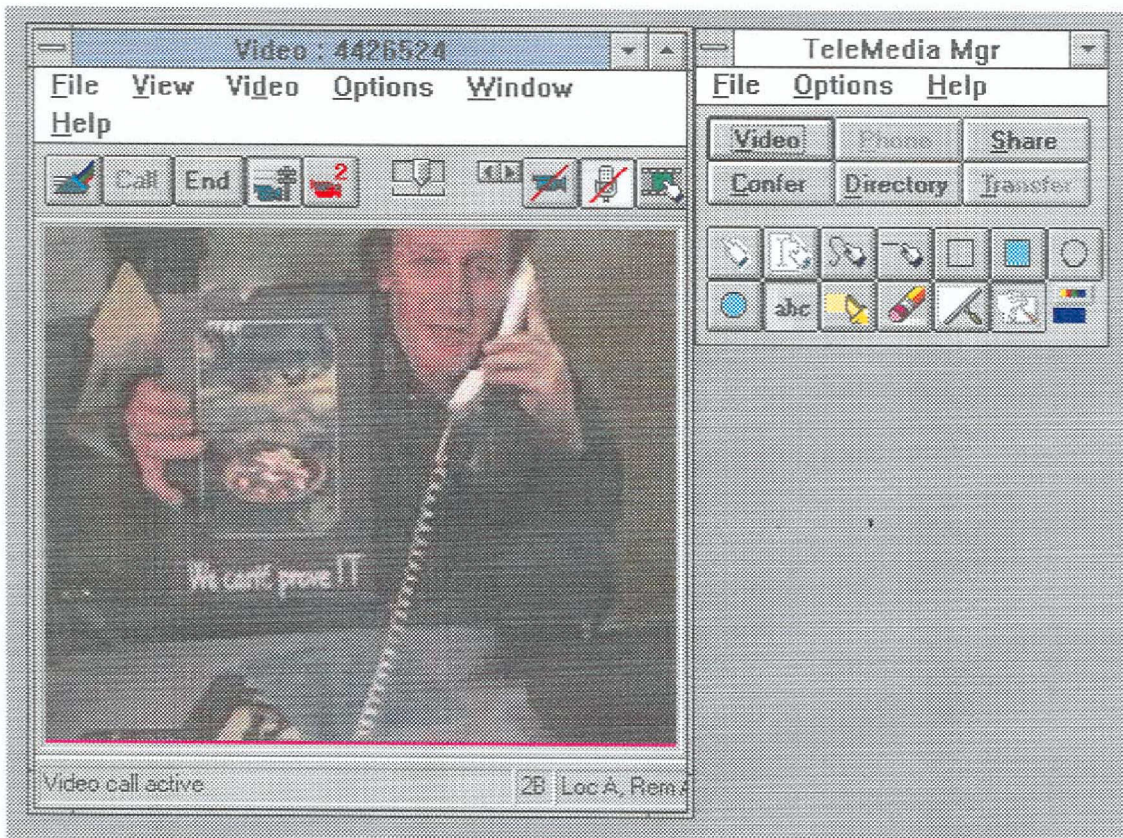 Video : 4426524
File View Video Options Window
Help
Call End 2
We can't prove IT
Video call active 2B Loc A, Rem A
TeleMedia Mgr
File Options Help
Video Phone Share
Confer Directory Transfer
abc